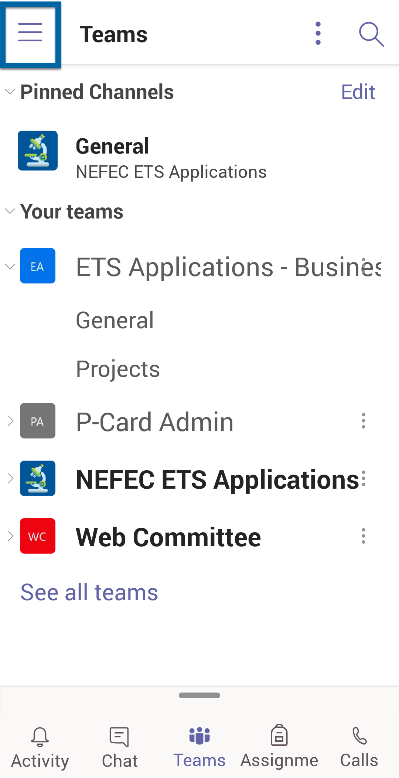 Teams
Pinned Channels
Edit
General
NEFEC ETS Applications
Your teams
EA
ETS Applications - Busines
General
Projects
PA
P-Card Admin
NEFEC ETS Applications
WC
Web Committee
See all teams
Activity
Chat
Teams
Assignme
Calls